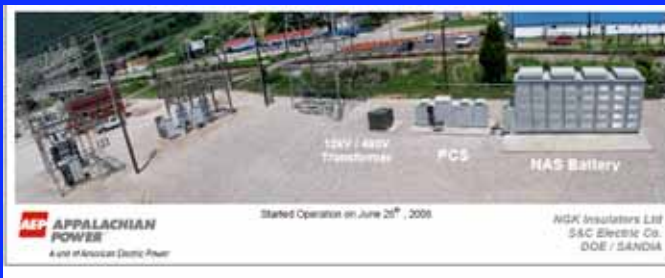 12kV / 480V
Transformer
PCS
NAS Battery
Started Operation on June 26th, 2006
AEP APPALACHIAN
POWER
A unit of American Electric Power
NGK Insulators Ltd
S&C Electric Co.
DOE / SANDIA